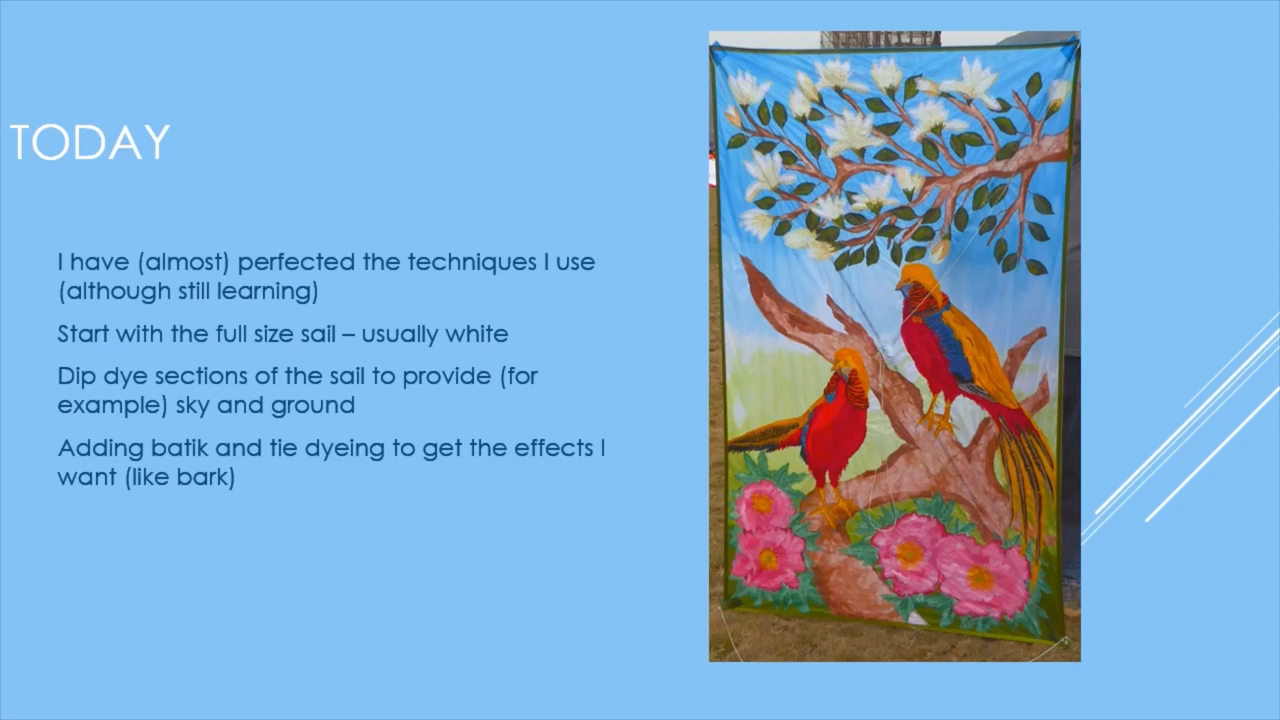 TODAY
I have (almost) perfected the techniques I use
(although still learning)
Start with the full size sail – usually white
Dip dye sections of the sail to provide (for
example) sky and ground
Adding batik and tie dyeing to get the effects I
want (like bark)